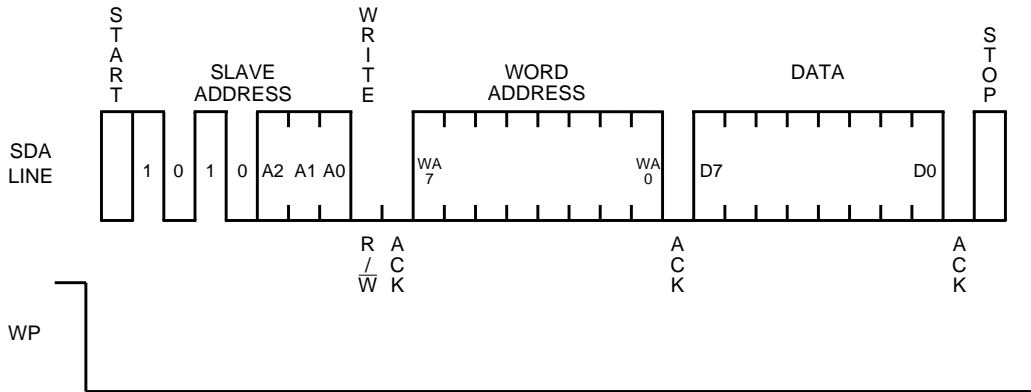 START
WRITE
STOP
SLAVE
ADDRESS
WORD
ADDRESS
DATA
SDA
LINE
1 0 1 0 A2 A1 A0
WA
7
WA
0
D7
D0
R/W̅
ACK
ACK
ACK
WP